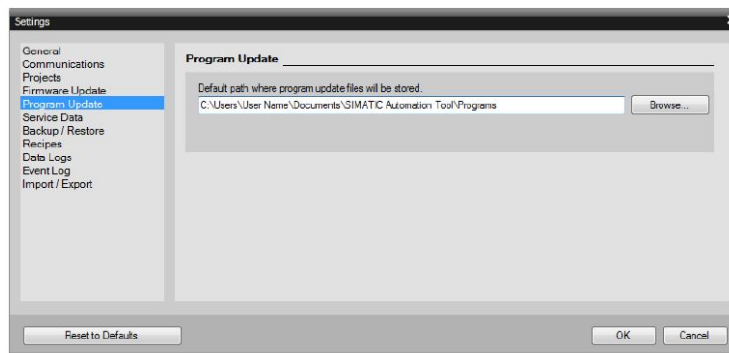 Settings
General
Communications
Projects
Firmware Update
Program Update
Service Data
Backup / Restore
Recipes
Data Logs
Event Log
Import / Export
Program Update
Default path where program update files will be stored.
C:\Users\User Name\Documents\SIMATIC Automation Tool\Programs
Browse...
Reset to Defaults
OK
Cancel